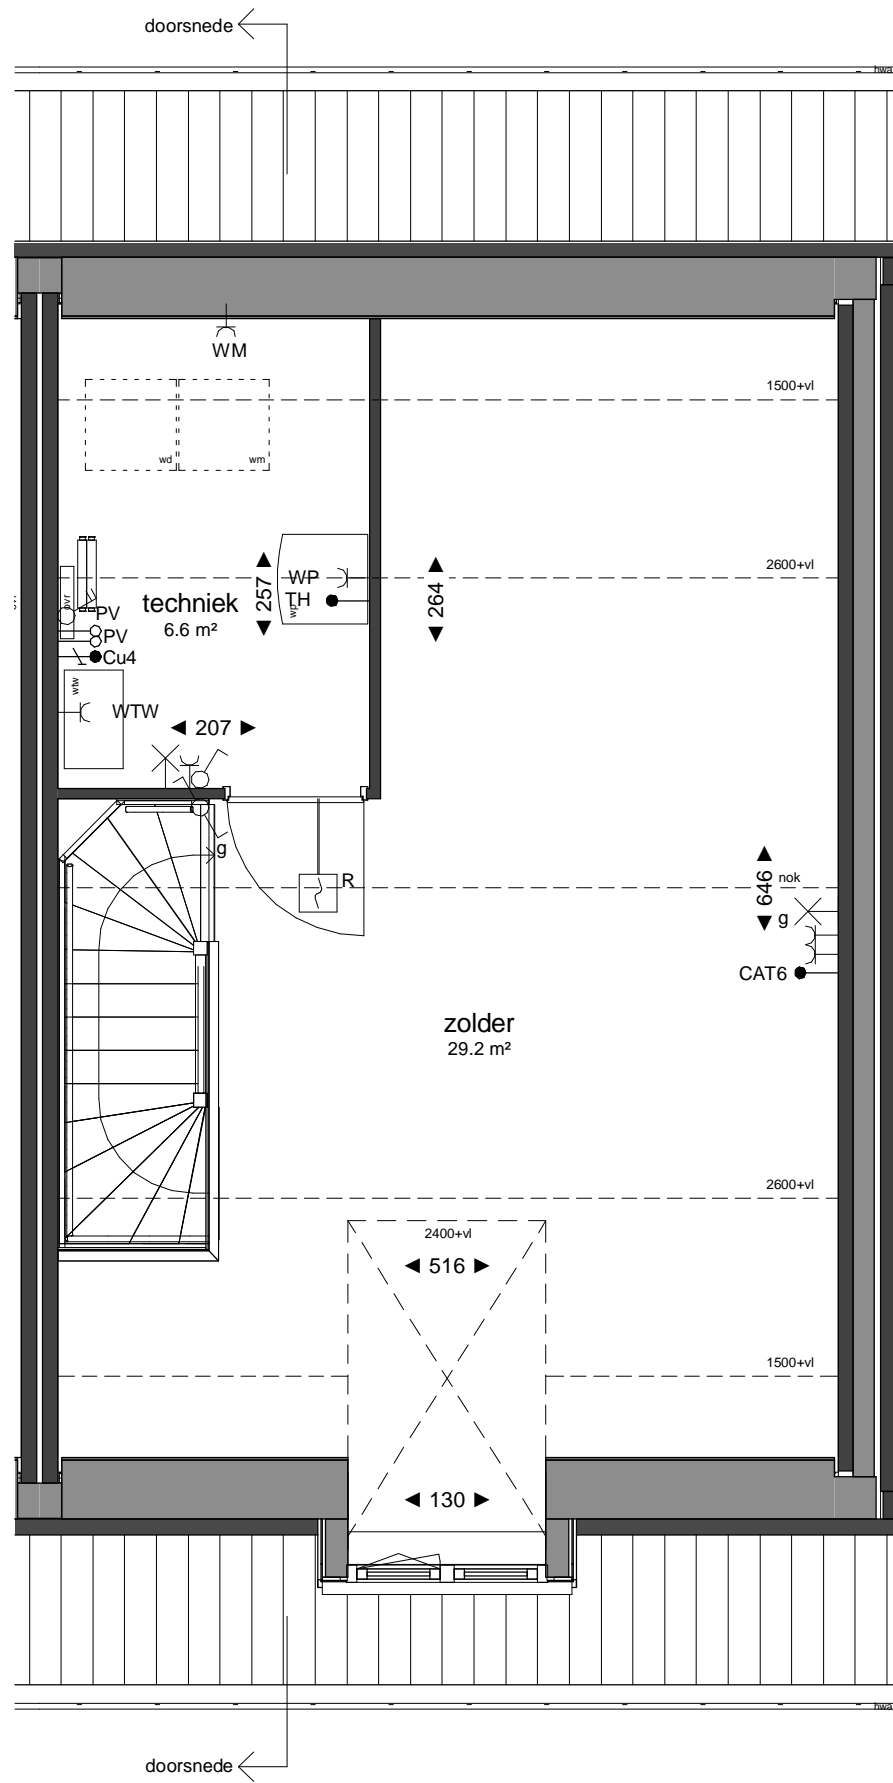 doorsnede
hwa
WM
1500+vl
wd
wm
2600+vl
257
WP
TH
wp
264
ovr
techniek
6.6 m²
PV
PV
Cu4
wtw
WTW
207
g
R
646
nok
g
CAT6
zolder
29.2 m²
2600+vl
2400+vl
516
1500+vl
130
hwa
doorsnede